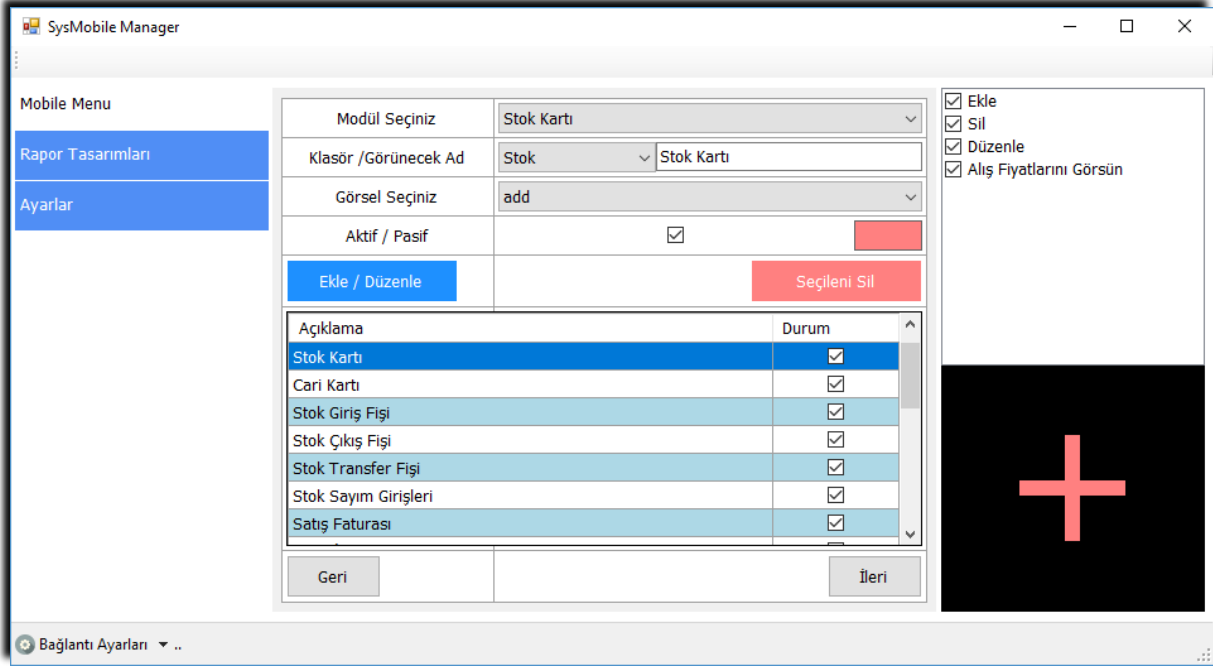 SysMobile Manager
Mobile Menu
Rapor Tasarımları
Ayarlar
Modül Seçiniz
Stok Kartı
Klasör /Görünecek Ad
Stok
Stok Kartı
Görsel Seçiniz
add
Aktif / Pasif
Ekle / Düzenle
Seçileni Sil
Açıklama
Durum
Stok Kartı
Cari Kartı
Stok Giriş Fişi
Stok Çıkış Fişi
Stok Transfer Fişi
Stok Sayım Girişleri
Satış Faturası
Geri
İleri
Ekle
Sil
Düzenle
Alış Fiyatlarını Görsün
Bağlantı Ayarları
..